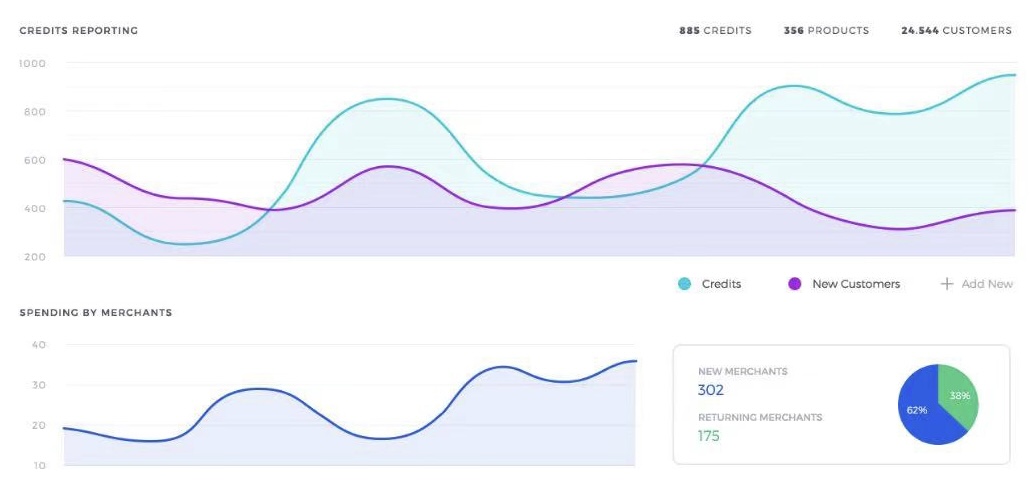 CREDITS REPORTING
885 CREDITS 356 PRODUCTS 24.544 CUSTOMERS
1000
800
600
400
200
Credits New Customers + Add New
SPENDING BY MERCHANTS
40
30
20
10
NEW MERCHANTS
302
RETURNING MERCHANTS
175
38%
62%